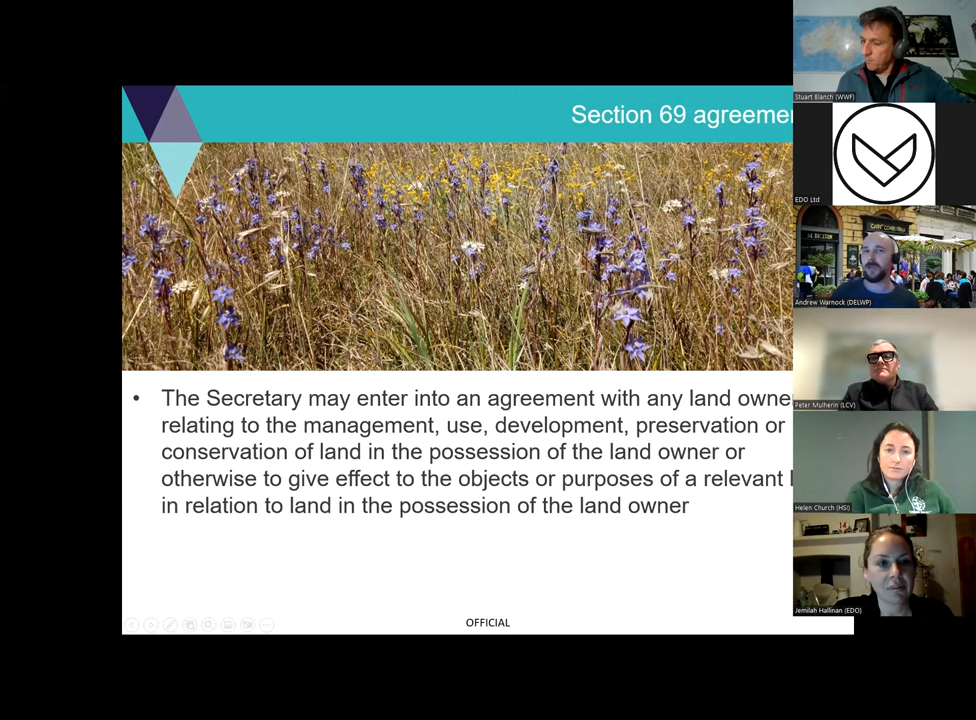 Section 69
The Secretary may enter into an agreement with any land
relating to the management, use, development, preservation or
conservation of land in the possession of the land owner or
otherwise to give effect to the objects or purposes of a relevant
in relation to land in the possession of the land owner
OFFICIAL
Stuart Blanch (WWF)
EDO Ltd
Andrew Warnock (DELWP)
Peter Mulherin (LCV)
Helen Church (HSI)
Jemilah Hallinan (EDO)